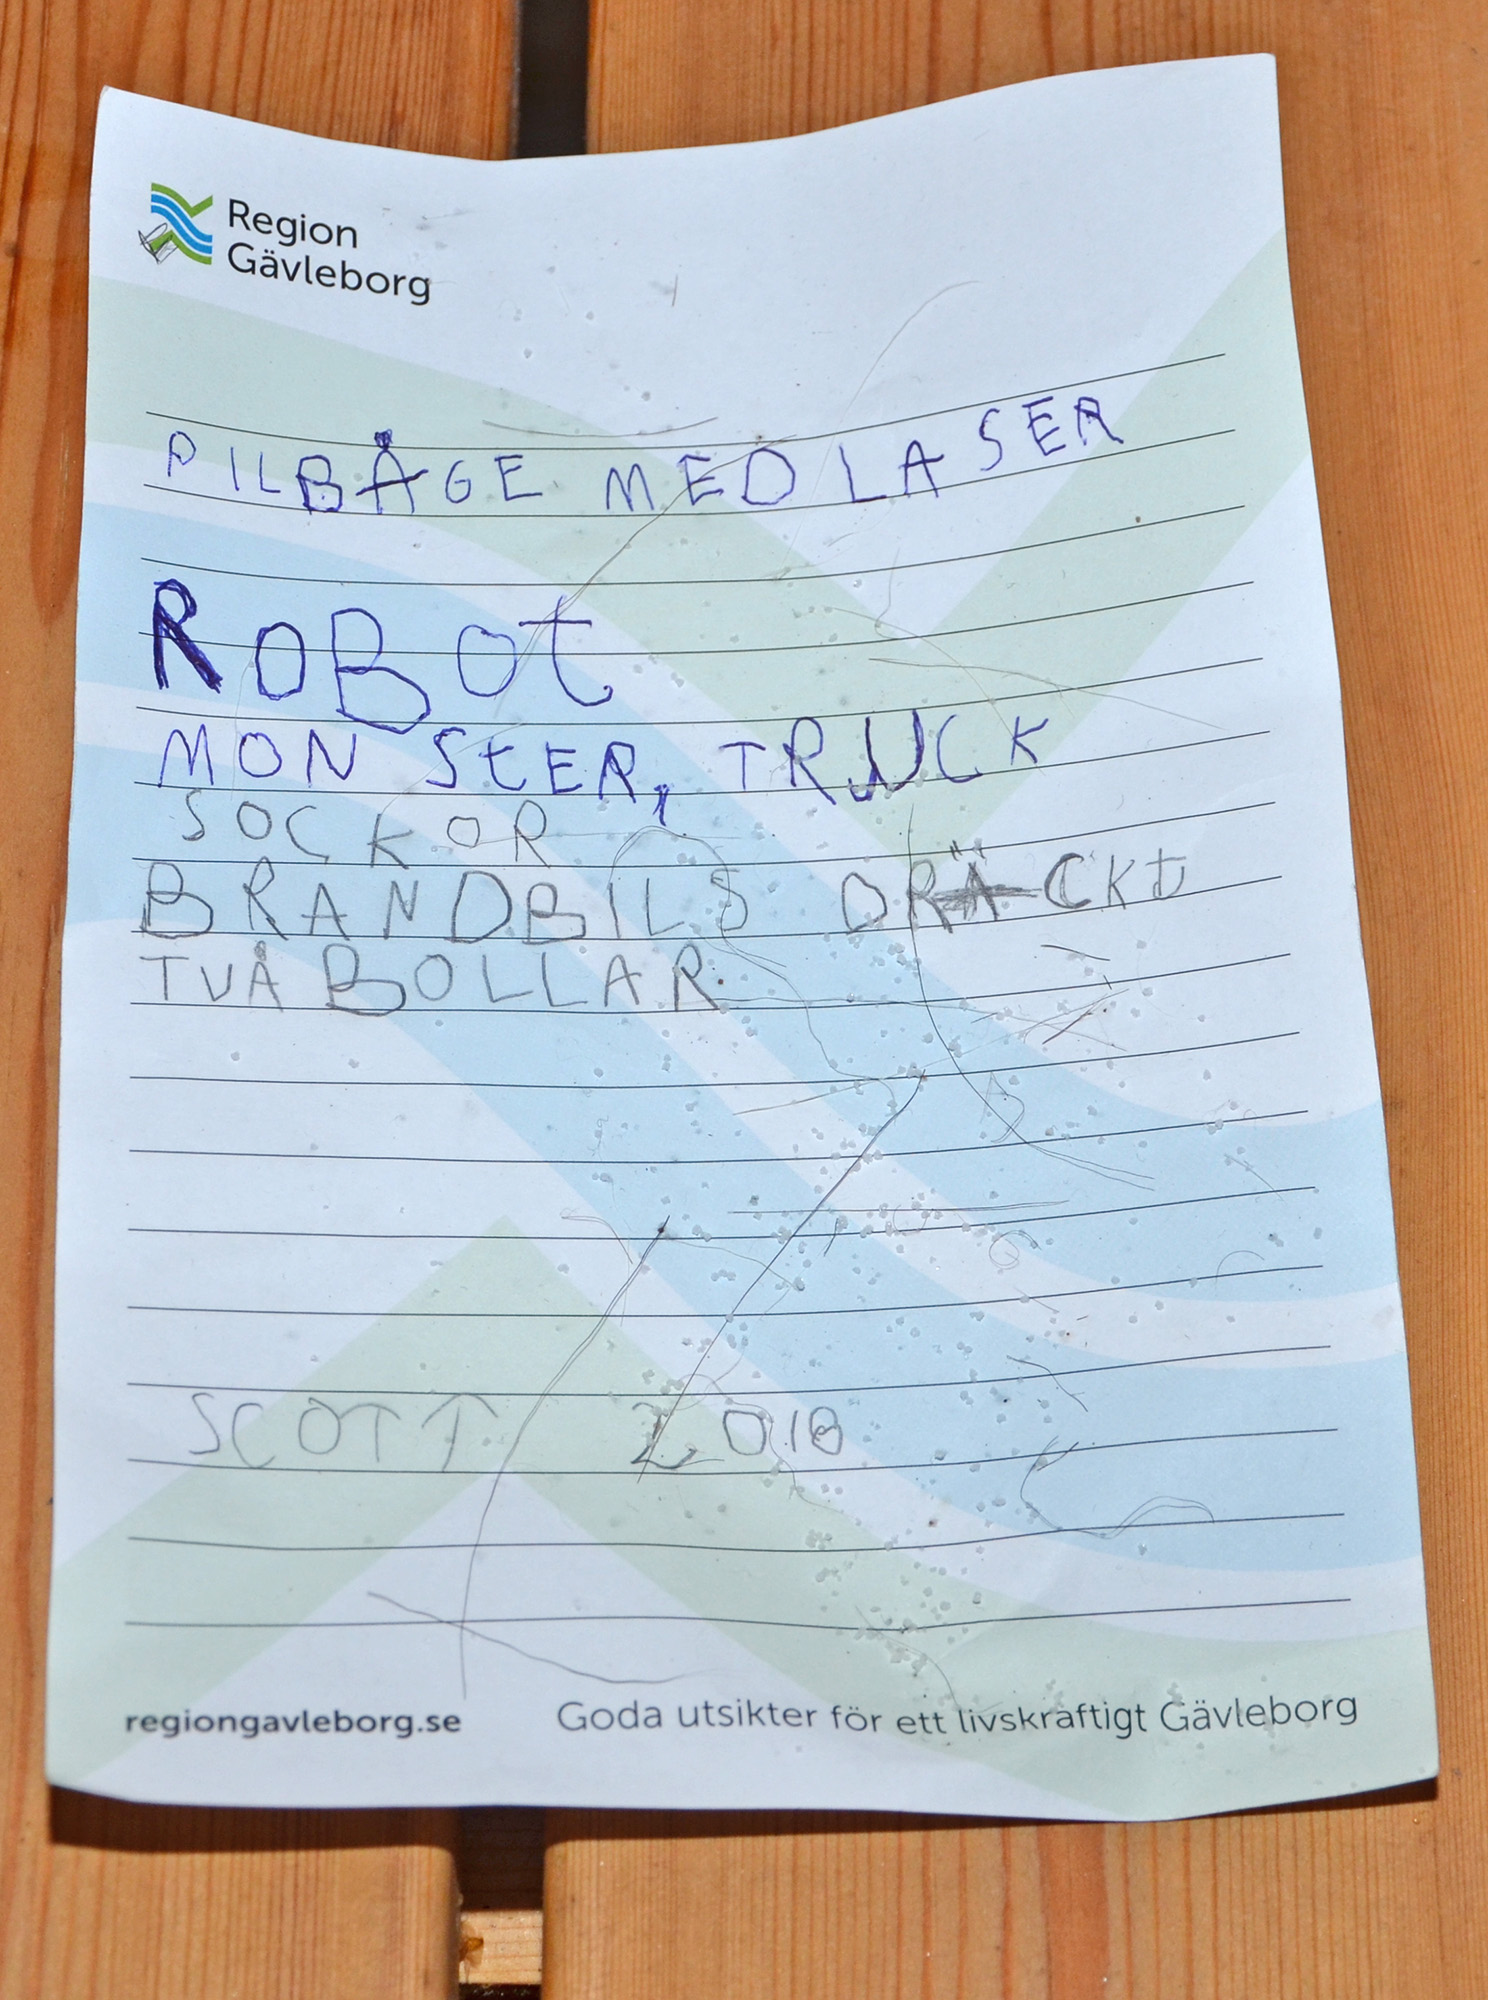 Region
Gävleborg
PILBÅGE MED LASER
ROBOt
MON StER, TRUCK
SOCKOR
BRANDBILS DRÄCKt
TVÅ BOLLAR
SCOTT 2018
regiongavleborg.se
Goda utsikter för ett livskraftigt Gävleborg